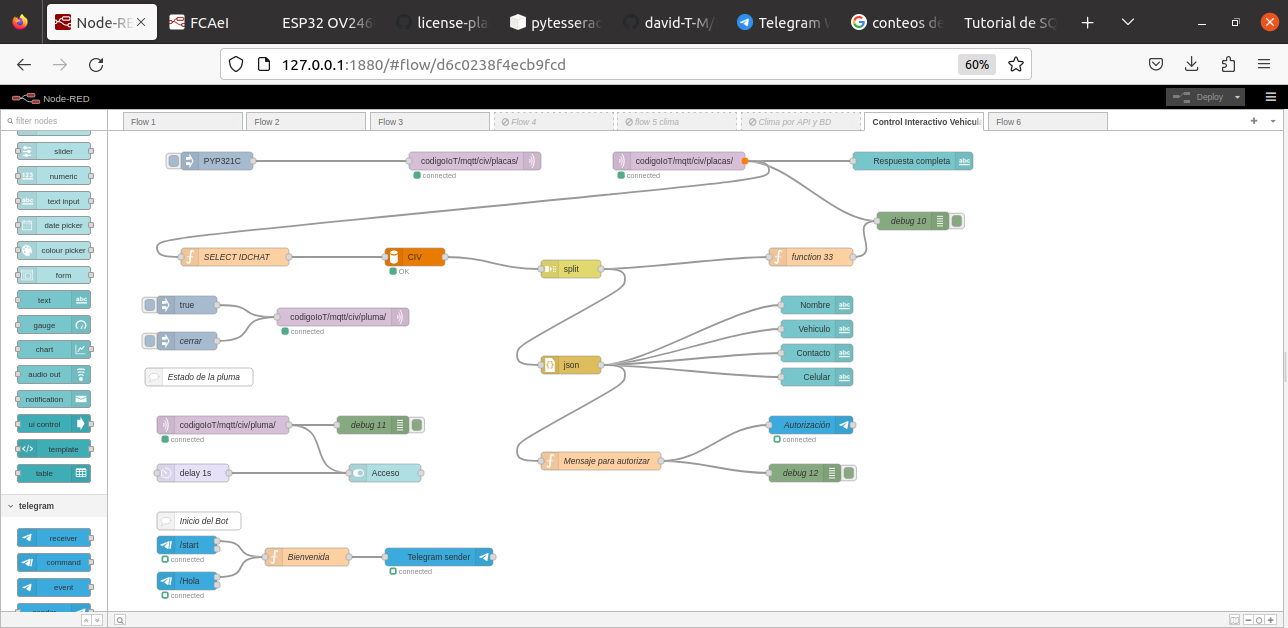 Node-RE
FCAeI
ESP32 OV246
license-pla
pytesserac
david-T-M/
Telegram
conteos de
Tutorial de SQ
127.0.0.1:1880/#flow/d6c0238f4ecb9fcd
60%
Node-RED
Deploy
filter nodes
Flow 1
Flow 2
Flow 3
Flow 4
flow 5 clima
Clima por API y BD
Control Interactivo Vehicula
Flow 6
slider
numeric
text input
date picker
colour picker
form
text
gauge
chart
audio out
notification
ui control
template
table
telegram
receiver
command
event
PYP321C
codigoIoT/mqtt/civ/placas/
connected
codigoIoT/mqtt/civ/placas/
connected
Respuesta completa
abc
debug 10
SELECT IDCHAT
CIV
OK
split
function 33
true
cerrar
codigoIoT/mqtt/civ/pluma/
connected
Nombre
abc
Vehiculo
abc
Contacto
abc
Celular
abc
json
Estado de la pluma
codigoIoT/mqtt/civ/pluma/
connected
debug 11
Autorización
connected
Mensaje para autorizar
delay 1s
Acceso
debug 12
Inicio del Bot
/start
connected
Bienvenida
Telegram sender
connected
/Hola
connected